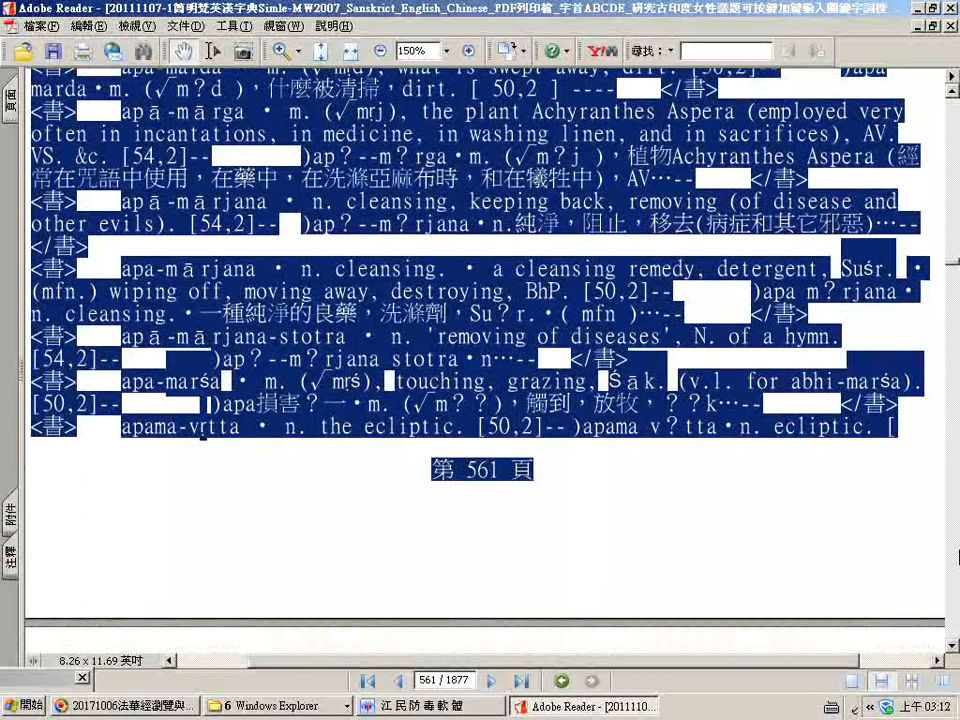 Adobe Reader - [20111107-1簡明梵英漢字典Simle-MW2007_Sanskrict_English_Chinese_PDF列印檔_字首ABCDE_研究古印度女性議題可按鍵加鍵輸入關鍵字詞搜
檔案(F) 編輯(E) 檢視(V) 文件(D) 工具(T) 視窗(W) 說明(H)
150% 尋找：
頁面
marda‧m. (√m？d ), 什麼被清掃, dirt. [ 50,2 ] ---- </書>
<書> apā-mārga ‧ m. (√mṛj), the plant Achyranthes Aspera (employed very
often in incantations, in medicine, in washing linen, and in sacrifices), AV.
VS. &c. [54,2]-- )ap？--m？rga‧m. (√m？j ), 植物Achyranthes Aspera (經
常在咒語中使用，在藥中，在洗滌亞麻布時，和在犧牲中), AV…-- </書>
<書> apā-mārjana ‧ n. cleansing, keeping back, removing (of disease and
other evils). [54,2]-- )ap？--m？rjana‧n.純淨，阻止，移去(病症和其它邪惡)…--
</書>
<書> apa-mārjana ‧ n. cleansing. ‧ a cleansing remedy, detergent, Suśr. ‧
(mfn.) wiping off, moving away, destroying, BhP. [50,2]-- )apa m？rjana‧
n. cleansing.‧一種純淨的良藥，洗滌劑，Su？r.‧( mfn )…-- </書>
<書> apā-mārjana-stotra ‧ n. 'removing of diseases', N. of a hymn.
[54,2]-- )ap？--m？rjana stotra‧n…-- </書>
<書> apa-marśa ‧ m. (√mṛś), touching, grazing, Śāk. (v.l. for abhi-marśa).
[50,2]-- )apa損害？一‧m. (√m？？), 觸到，放牧，？？k…-- </書>
<書> apama-vṛtta ‧ n. the ecliptic. [50,2]-- )apama v？tta‧n. ecliptic. [
第 561 頁
附件
注釋
8.26 x 11.69 英吋
561 / 1877
開始 20171006法華經瀏覽與... 6 Windows Explorer 江民防毒軟體 Adobe Reader - [2011110... 上午 03:12